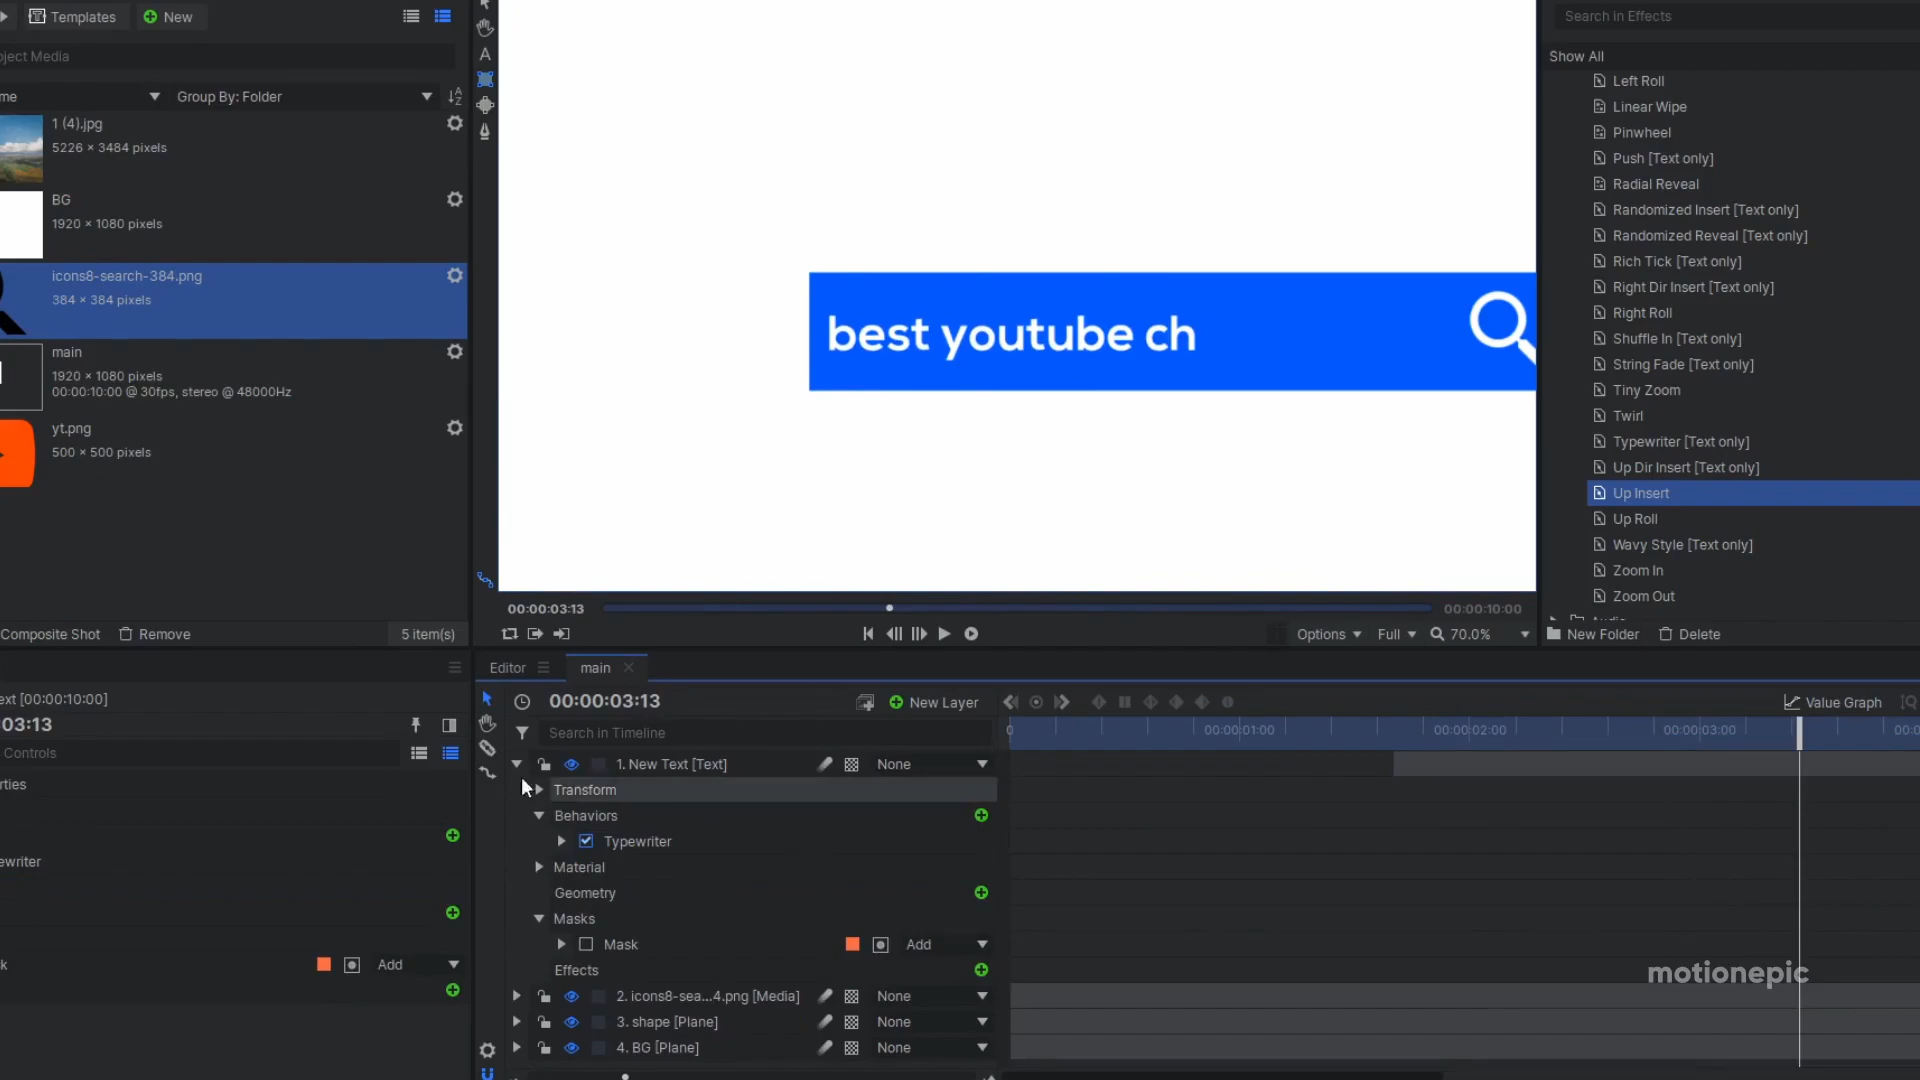 Templates
New
Search in Effects
oject Media
Show All
me
Group By: Folder
Left Roll
Linear Wipe
1 (4).jpg
5226 × 3484 pixels
Pinwheel
Push [Text only]
Radial Reveal
BG
1920 × 1080 pixels
Randomized Insert [Text only]
Randomized Reveal [Text only]
Rich Tick [Text only]
icons8-search-384.png
384 × 384 pixels
Right Dir Insert [Text only]
Right Roll
best youtube ch
Shuffle In [Text only]
main
1920 × 1080 pixels
00:00:10:00 @ 30fps, stereo @ 48000Hz
String Fade [Text only]
Tiny Zoom
Twirl
yt.png
500 × 500 pixels
Typewriter [Text only]
Up Dir Insert [Text only]
Up Insert
Up Roll
Wavy Style [Text only]
Zoom In
Zoom Out
00:00:03:13
00:00:10:00
Composite Shot
Remove
5 item(s)
Options
Full
70.0%
New Folder
Delete
Editor
main
ext [00:00:10:00]
03:13
00:00:03:13
New Layer
Value Graph
Controls
Search in Timeline
0
00:00:01:00
00:00:02:00
00:00:03:00
00:0
1. New Text [Text]
None
rties
Transform
Behaviors
Typewriter
ewriter
Material
Geometry
Masks
Mask
Add
k
Add
Effects
motionepic
2. icons8-sea...4.png [Media]
None
3. shape [Plane]
None
4. BG [Plane]
None